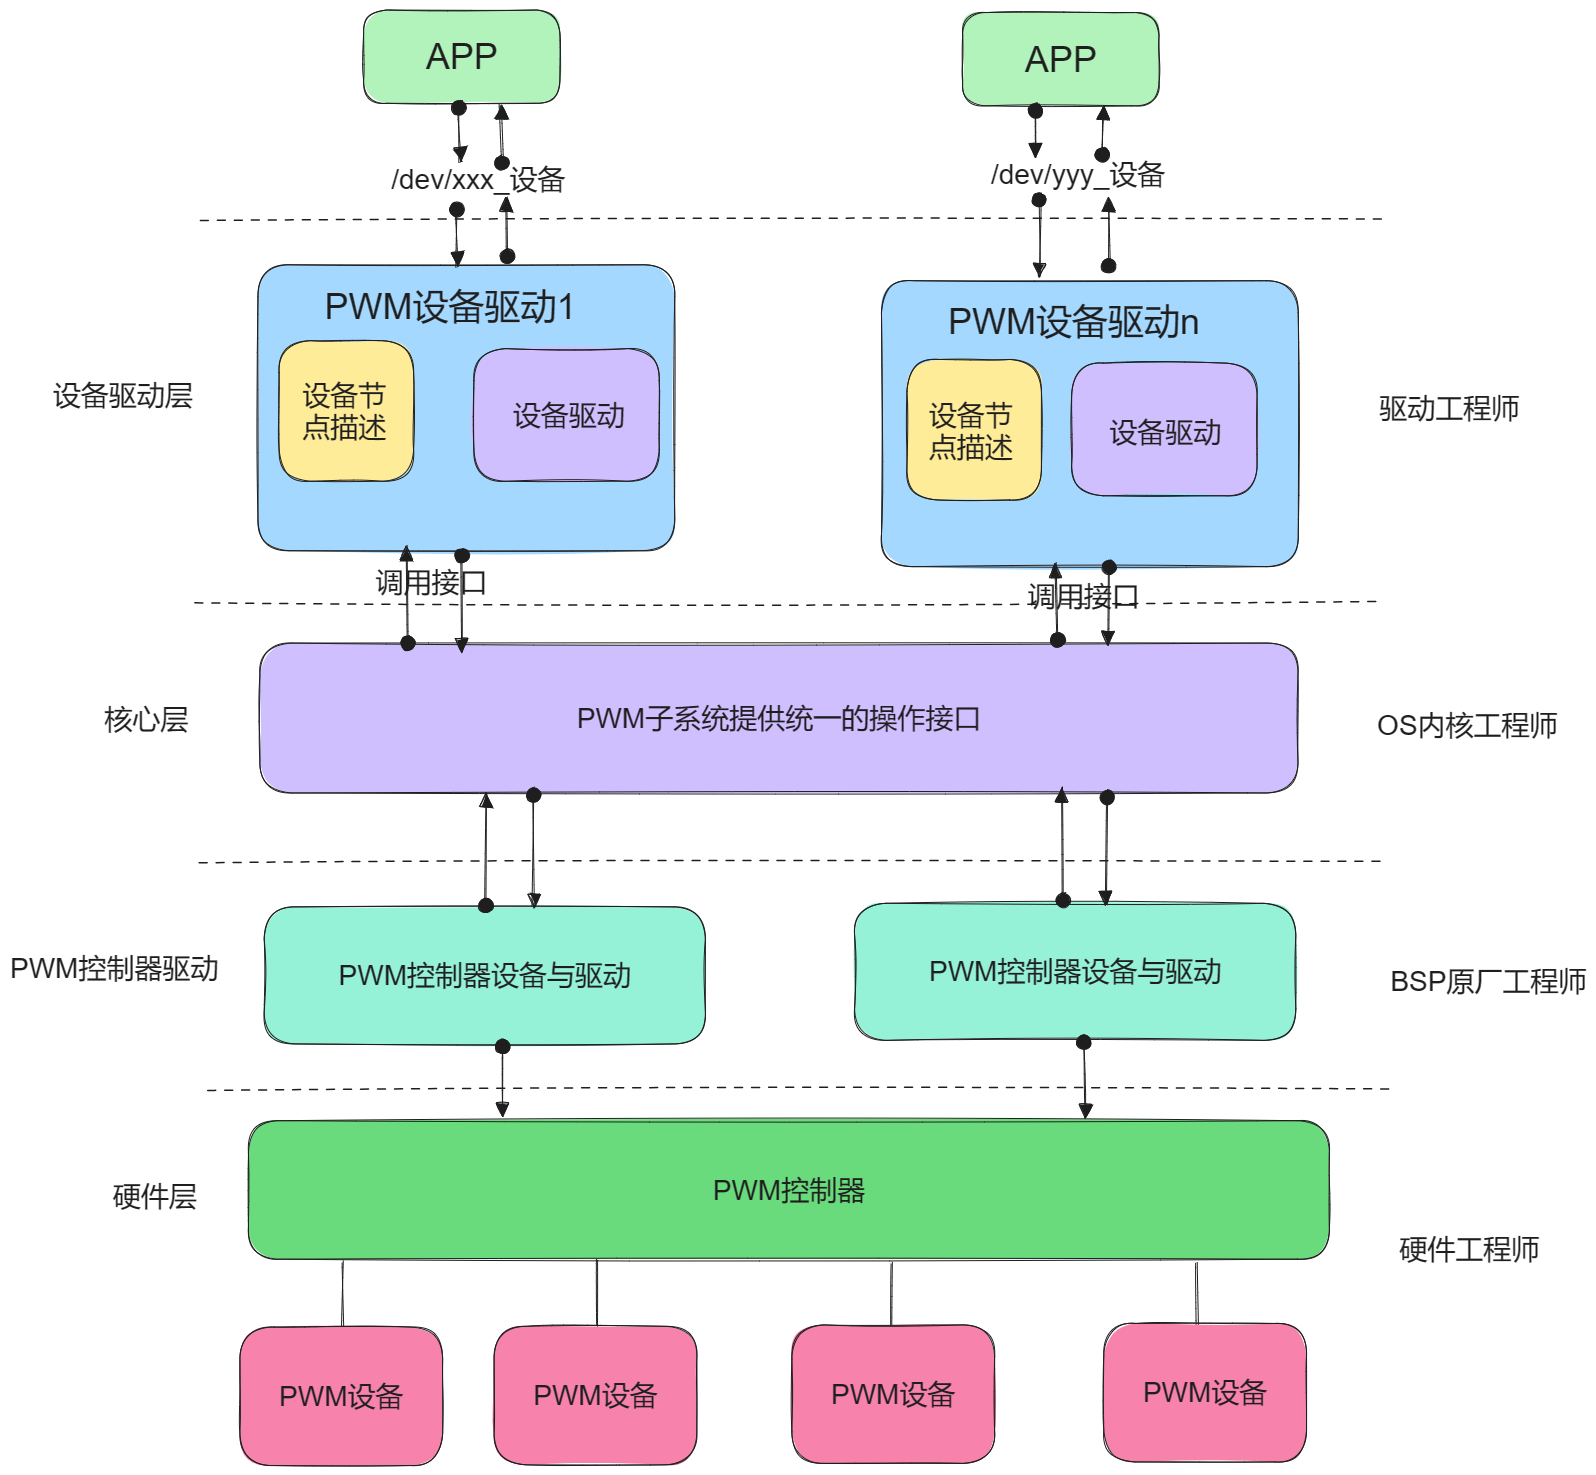 APP
APP
/dev/xxx_设备
/dev/yyy_设备
PWM设备驱动1
PWM设备驱动n
设备驱动层
设备节
点描述
设备驱动
设备节
点描述
设备驱动
驱动工程师
调用接口
调用接口
核心层
PWM子系统提供统一的操作接口
OS内核工程师
PWM控制器驱动
PWM控制器设备与驱动
PWM控制器设备与驱动
BSP原厂工程师
硬件层
PWM控制器
硬件工程师
PWM设备
PWM设备
PWM设备
PWM设备